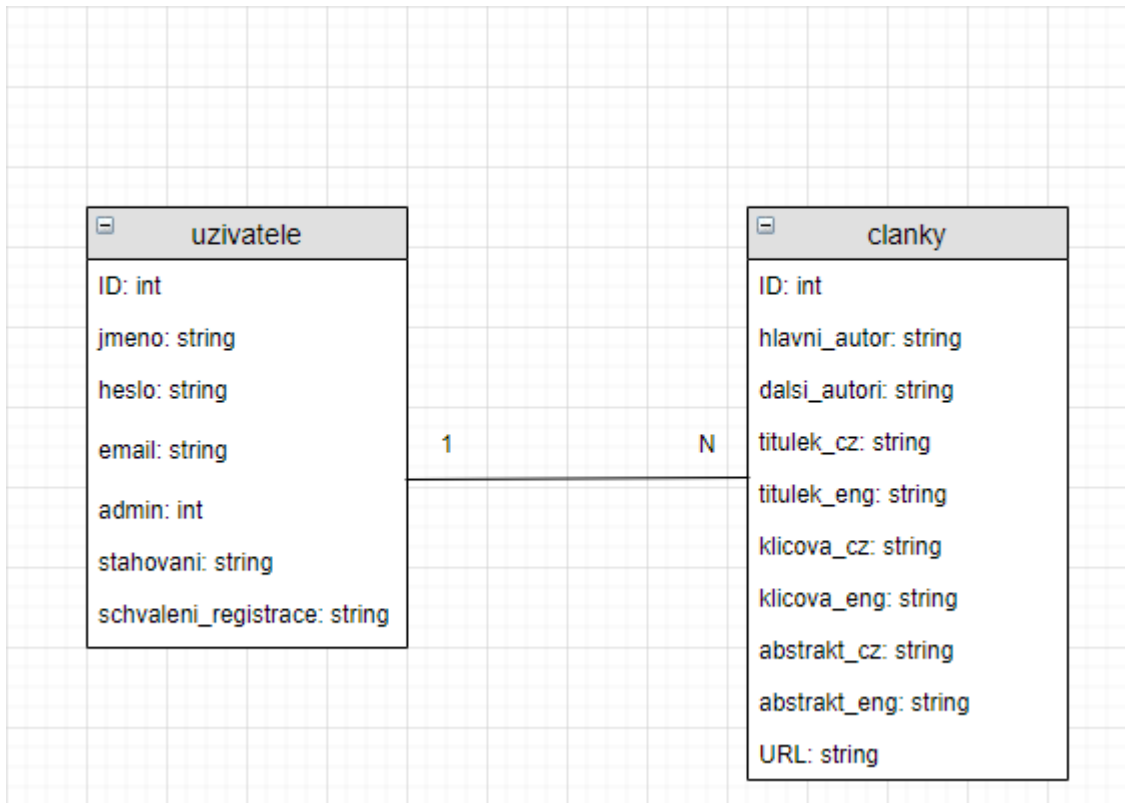 uzivatele
ID: int
jmeno: string
heslo: string
email: string
admin: int
stahovani: string
schvaleni_registrace: string
1
N
clanky
ID: int
hlavni_autor: string
dalsi_autori: string
titulek_cz: string
titulek_eng: string
klicova_cz: string
klicova_eng: string
abstrakt_cz: string
abstrakt_eng: string
URL: string